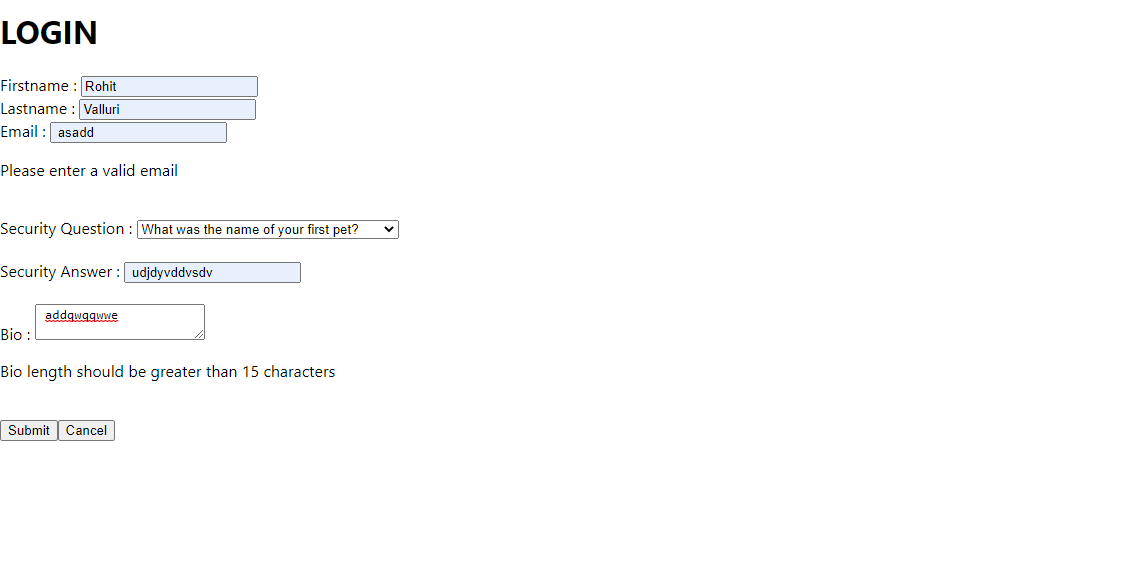 LOGIN
Firstname : Rohit
Lastname : Valluri
Email : asadd
Please enter a valid email
Security Question : What was the name of your first pet?
Security Answer : udjdyvddvsdv
Bio : addqwqqwwe
Bio length should be greater than 15 characters
Submit Cancel